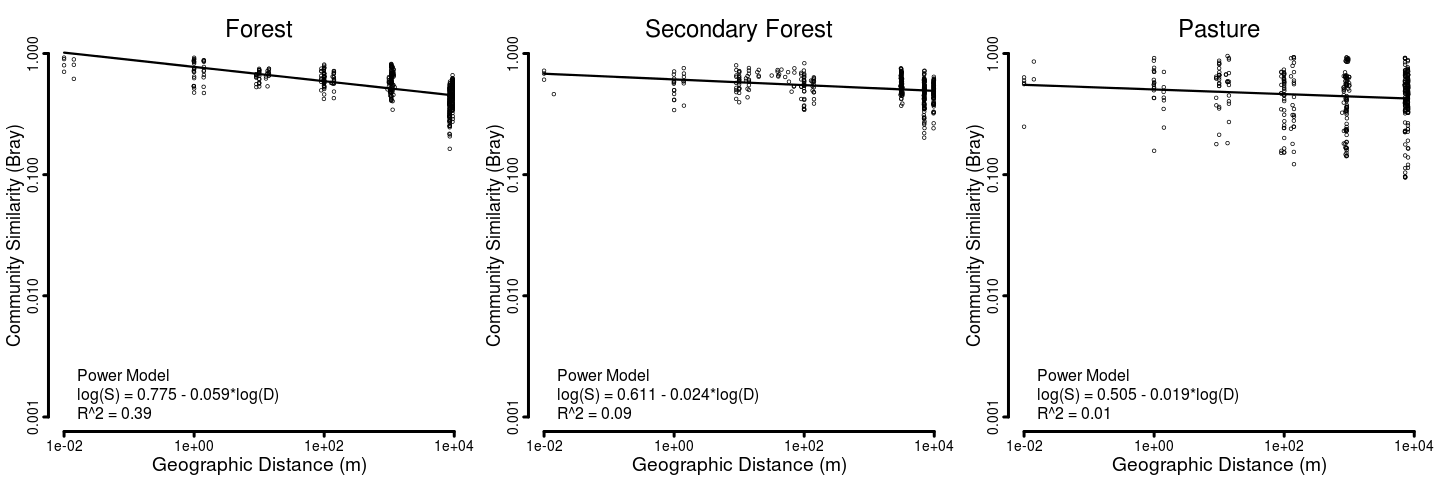 Forest
Community Similarity (Bray)
1.000
0.100
0.010
0.001
Power Model
log(S) = 0.775 - 0.059*log(D)
R^2 = 0.39
1e-02 1e+00 1e+02 1e+04
Geographic Distance (m)
Secondary Forest
Community Similarity (Bray)
1.000
0.100
0.010
0.001
Power Model
log(S) = 0.611 - 0.024*log(D)
R^2 = 0.09
1e-02 1e+00 1e+02 1e+04
Geographic Distance (m)
Pasture
Community Similarity (Bray)
1.000
0.100
0.010
0.001
Power Model
log(S) = 0.505 - 0.019*log(D)
R^2 = 0.01
1e-02 1e+00 1e+02 1e+04
Geographic Distance (m)